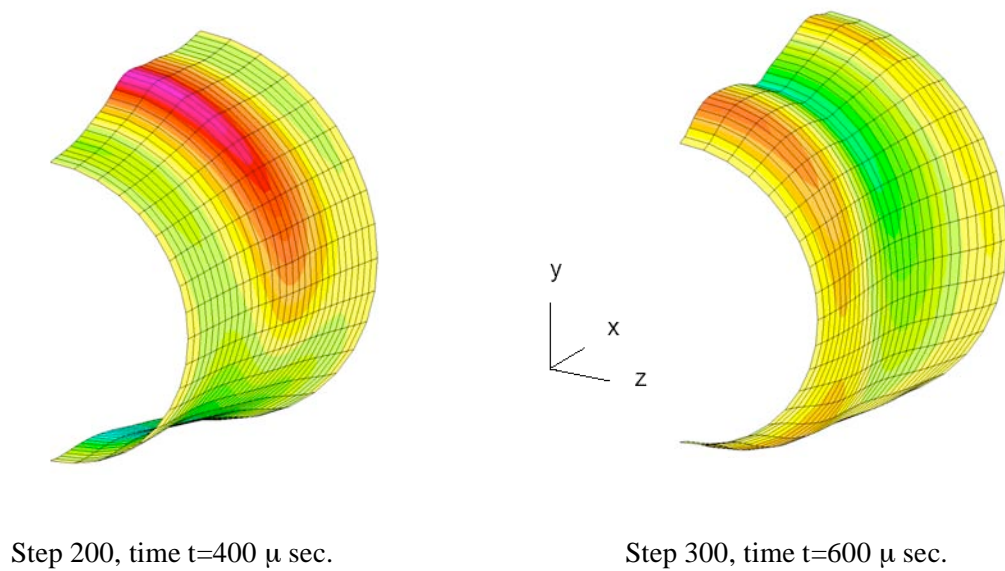 y
x
z
Step 200, time t=400 μ sec.
Step 300, time t=600 μ sec.